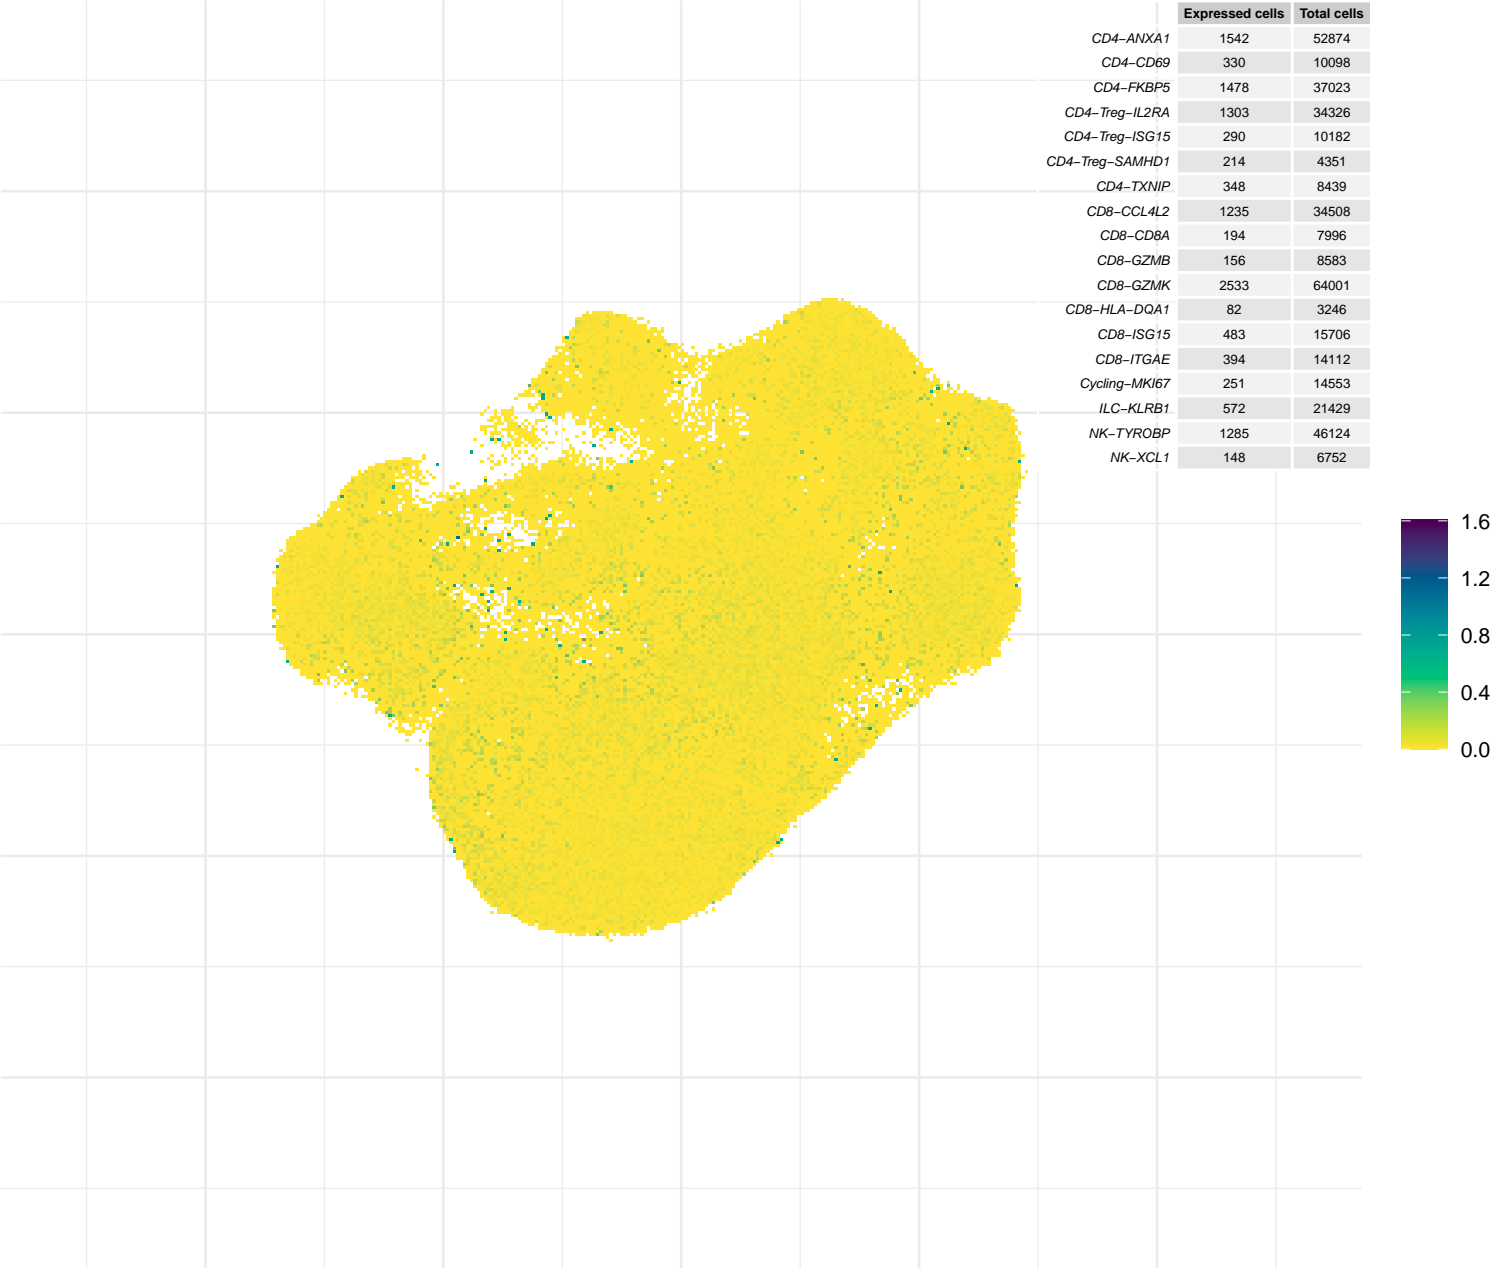 Expressed cells Total cells
CD4−ANXA1 1542 52874
CD4−CD69 330 10098
CD4−FKBP5 1478 37023
CD4−Treg−IL2RA 1303 34326
CD4−Treg−ISG15 290 10182
CD4−Treg−SAMHD1 214 4351
CD4−TXNIP 348 8439
CD8−CCL4L2 1235 34508
CD8−CD8A 194 7996
CD8−GZMB 156 8583
CD8−GZMK 2533 64001
CD8−HLA−DQA1 82 3246
CD8−ISG15 483 15706
CD8−ITGAE 394 14112
Cycling−MKI67 251 14553
ILC−KLRB1 572 21429
NK−TYROBP 1285 46124
NK−XCL1 148 6752
1.6
1.2
0.8
0.4
0.0